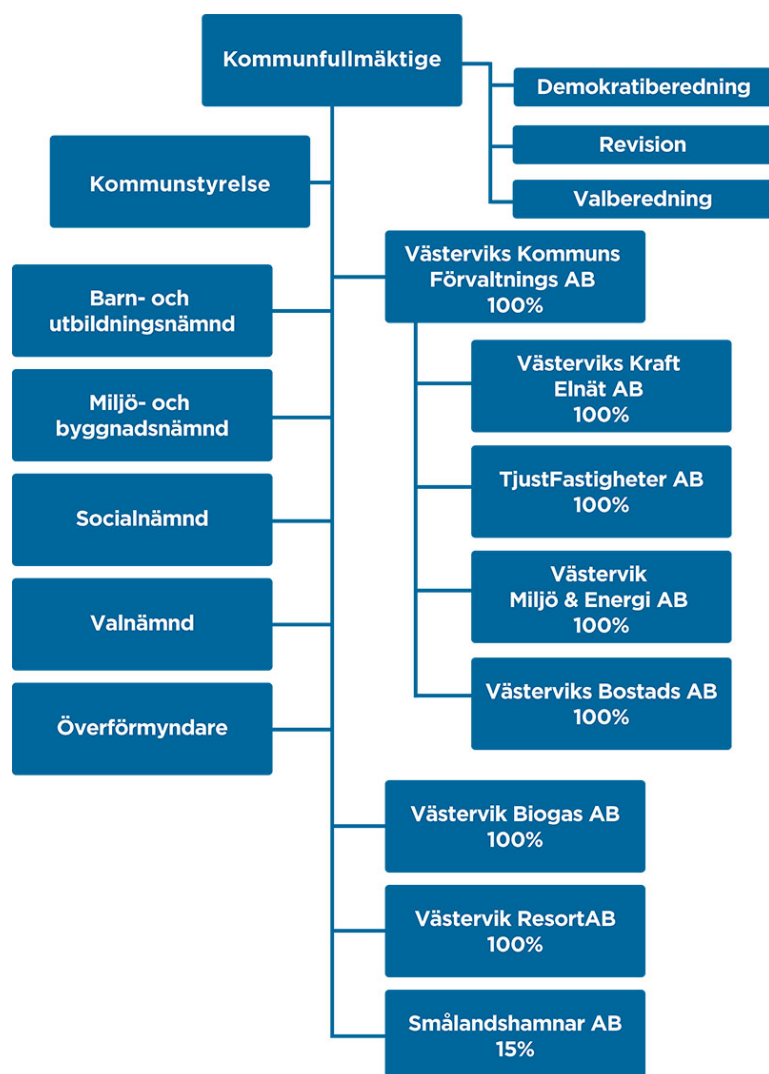 Kommunfullmäktige
Demokratiberedning
Revision
Valberedning
Kommunstyrelse
Västerviks Kommuns
Förvaltnings AB
100%
Barn- och
utbildningsnämnd
Västerviks Kraft
Elnät AB
100%
Miljö- och
byggnadsnämnd
TjustFastigheter AB
100%
Socialnämnd
Västervik
Miljö & Energi AB
100%
Valnämnd
Västerviks Bostads AB
100%
Överförmyndare
Västervik Biogas AB
100%
Västervik ResortAB
100%
Smålandshamnar AB
15%